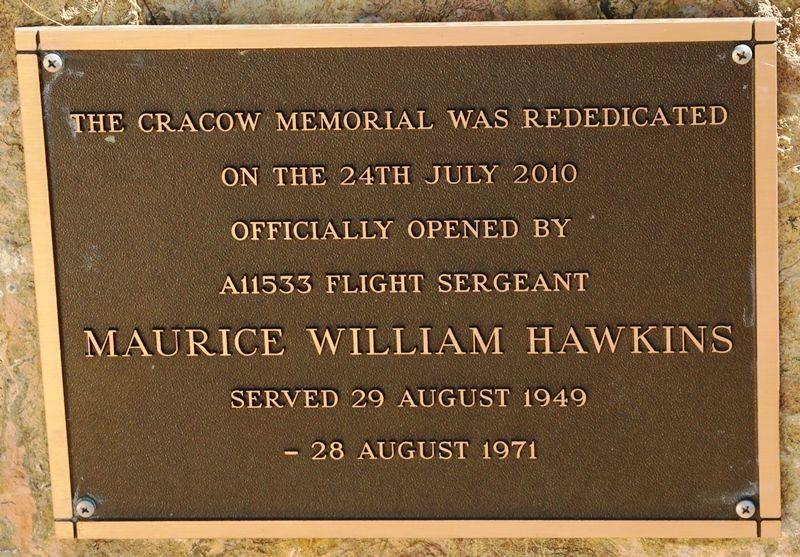 THE CRACOW MEMORIAL WAS REDEDICATED
ON THE 24TH JULY 2010
OFFICIALLY OPENED BY
A11533 FLIGHT SERGEANT
MAURICE WILLIAM HAWKINS
SERVED 29 AUGUST 1949
– 28 AUGUST 1971